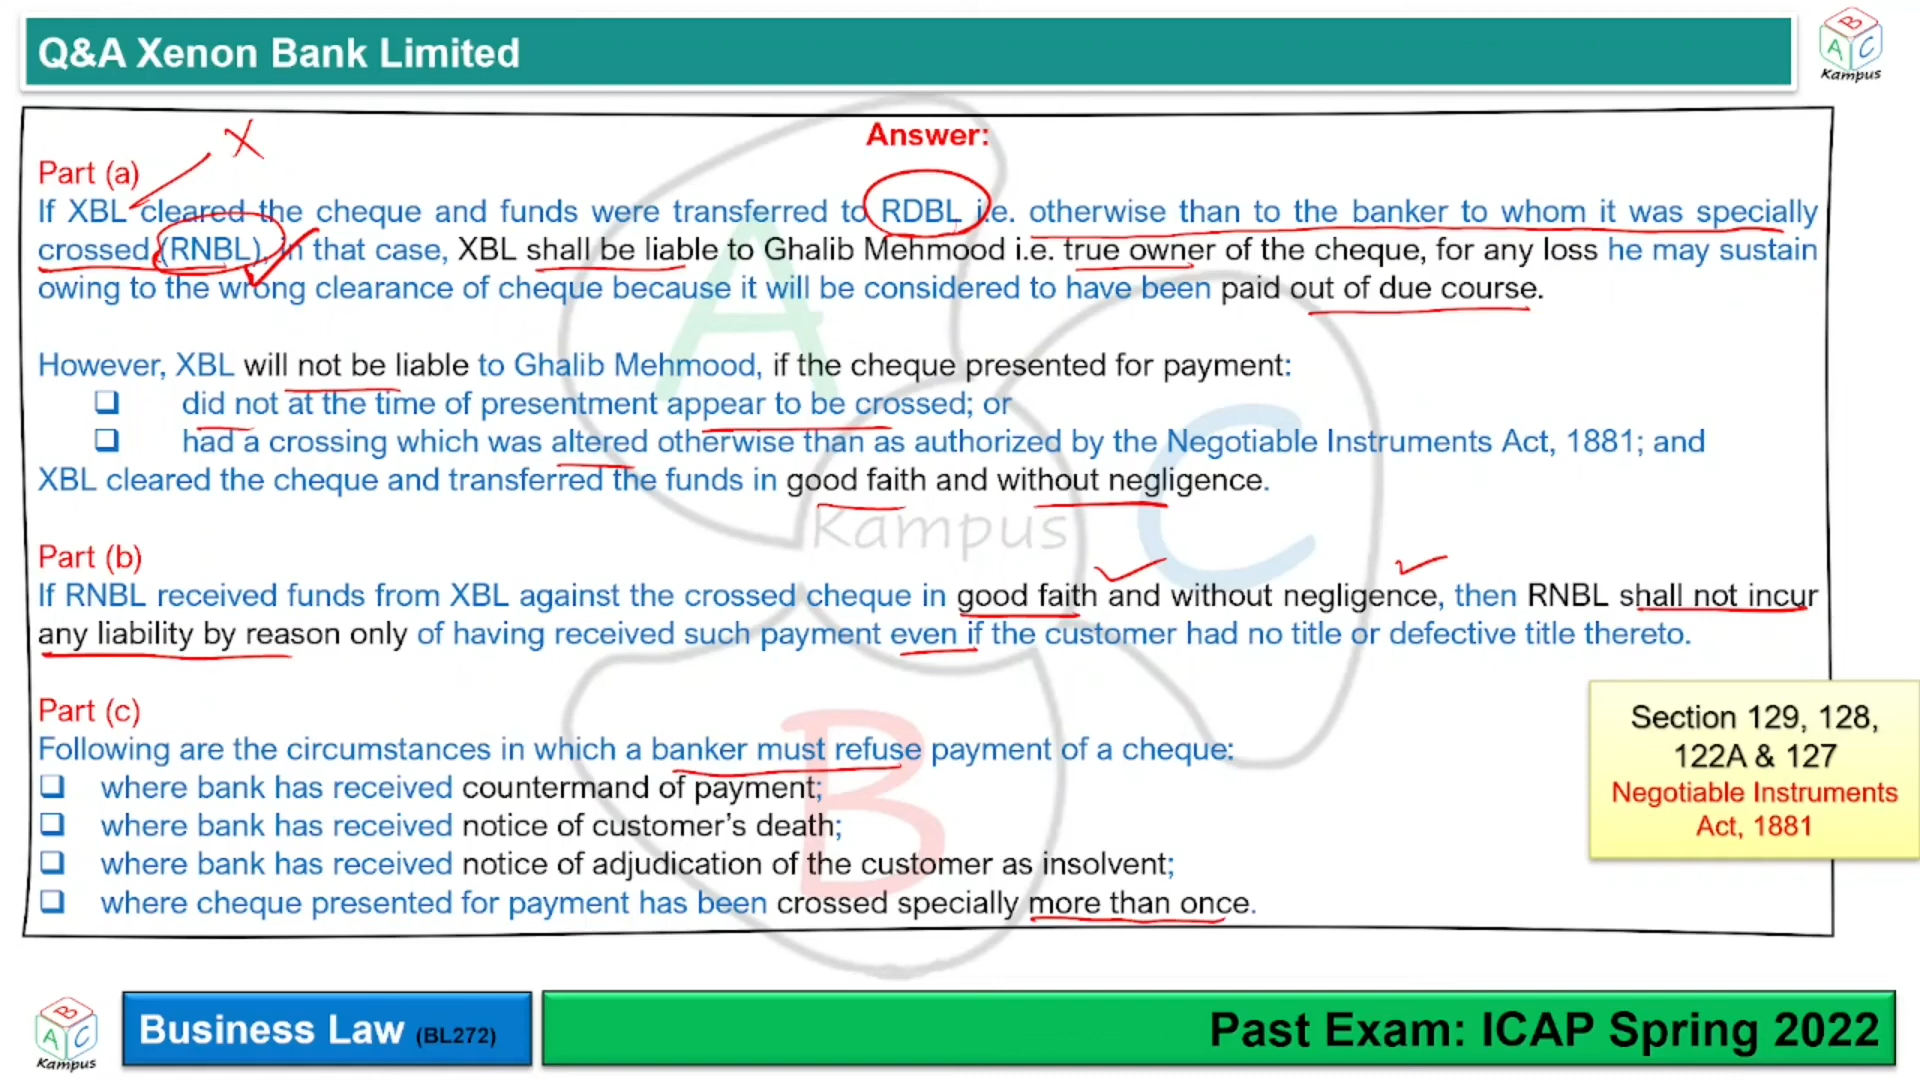 Q&A Xenon Bank Limited
A B C
Kampus
Answer:
X
Part (a)
If XBL cleared the cheque and funds were transferred to RDBL i.e. otherwise than to the banker to whom it was specially
crossed (RNBL), in that case, XBL shall be liable to Ghalib Mehmood i.e. true owner of the cheque, for any loss he may sustain
owing to the wrong clearance of cheque because it will be considered to have been paid out of due course.
However, XBL will not be liable to Ghalib Mehmood, if the cheque presented for payment:
❑ did not at the time of presentment appear to be crossed; or
❑ had a crossing which was altered otherwise than as authorized by the Negotiable Instruments Act, 1881; and
XBL cleared the cheque and transferred the funds in good faith and without negligence.
A B C
Kampus
Part (b)
If RNBL received funds from XBL against the crossed cheque in good faith and without negligence, then RNBL shall not incur
any liability by reason only of having received such payment even if the customer had no title or defective title thereto.
Part (c)
Following are the circumstances in which a banker must refuse payment of a cheque:
❑ where bank has received countermand of payment;
❑ where bank has received notice of customer's death;
❑ where bank has received notice of adjudication of the customer as insolvent;
❑ where cheque presented for payment has been crossed specially more than once.
Section 129, 128,
122A & 127
Negotiable Instruments
Act, 1881
A B C
Kampus
Business Law (BL272)
Past Exam: ICAP Spring 2022